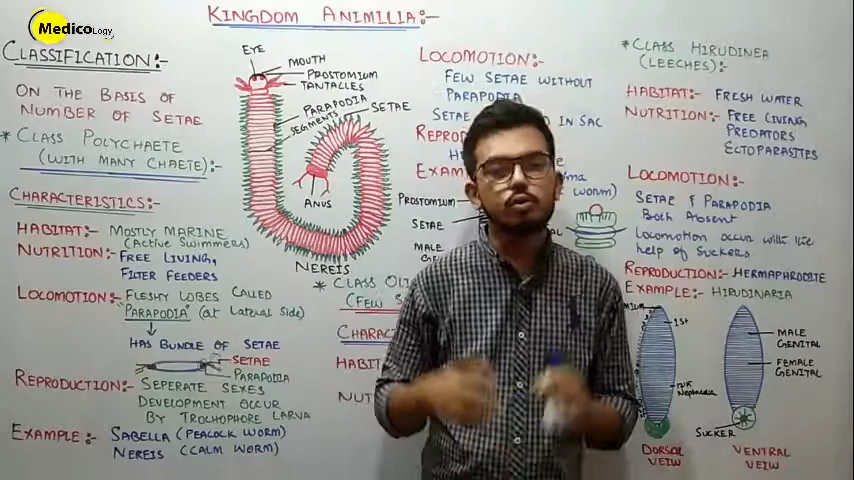 Medicology
KINGDOM ANIMILIA:-
CLASSIFICATION:-
ON THE BASIS OF
NUMBER OF SETAE
* CLASS POLYCHAETE
(WITH MANY CHAETE):-
CHARACTERISTICS:-
HABITAT:- MOSTLY MARINE
(ACTIVE SWIMMERS)
NUTRITION:- FREE LIVING,
FILTER FEEDERS
LOCOMOTION:- FLESHY LOBES CALLED
"PARAPODIA" (at LATERAL SIDE)
HAS BUNDLE OF SETAE
SETAE
PARAPODIA
REPRODUCTION:- SEPERATE SEXES
DEVELOPMENT OCCUR
BY TROCHOPHORE LARVA
EXAMPLE:- SABELLA (PEACOCK WORM)
NEREIS (CALM WORM)
EYE
MOUTH
PROSTOMIUM
TANTACLES
PARAPODIA
SETAE
SEGMENTS
ANUS
NEREIS
LOCOMOTION:-
FEW SETAE WITHOUT
PARAPODIA
SETAE IN SAC
REPRO
EXAM
WORM)
PROSTOMIUM
SETAE
MALE
* CLASS OLI
(FEW S
CHARACT
HABIT
NUT
* CLASS HIRUDINEA
(LEECHES):-
HABITAT:- FRESH WATER
NUTRITION:- FREE LIVING,
PREDATORS
ECTOPARASITES
LOCOMOTION:-
SETAE & PARAPODIA
Both Absent
Locomotion occur with the
help of SUCKERS
REPRODUCTION:- HERMAPHRODITE
EXAMPLE:- HIRUDINARIA
1st
DORSAL
VEIW
MALE
GENITAL
FEMALE
GENITAL
SUCKER
VENTRAL
VEIW